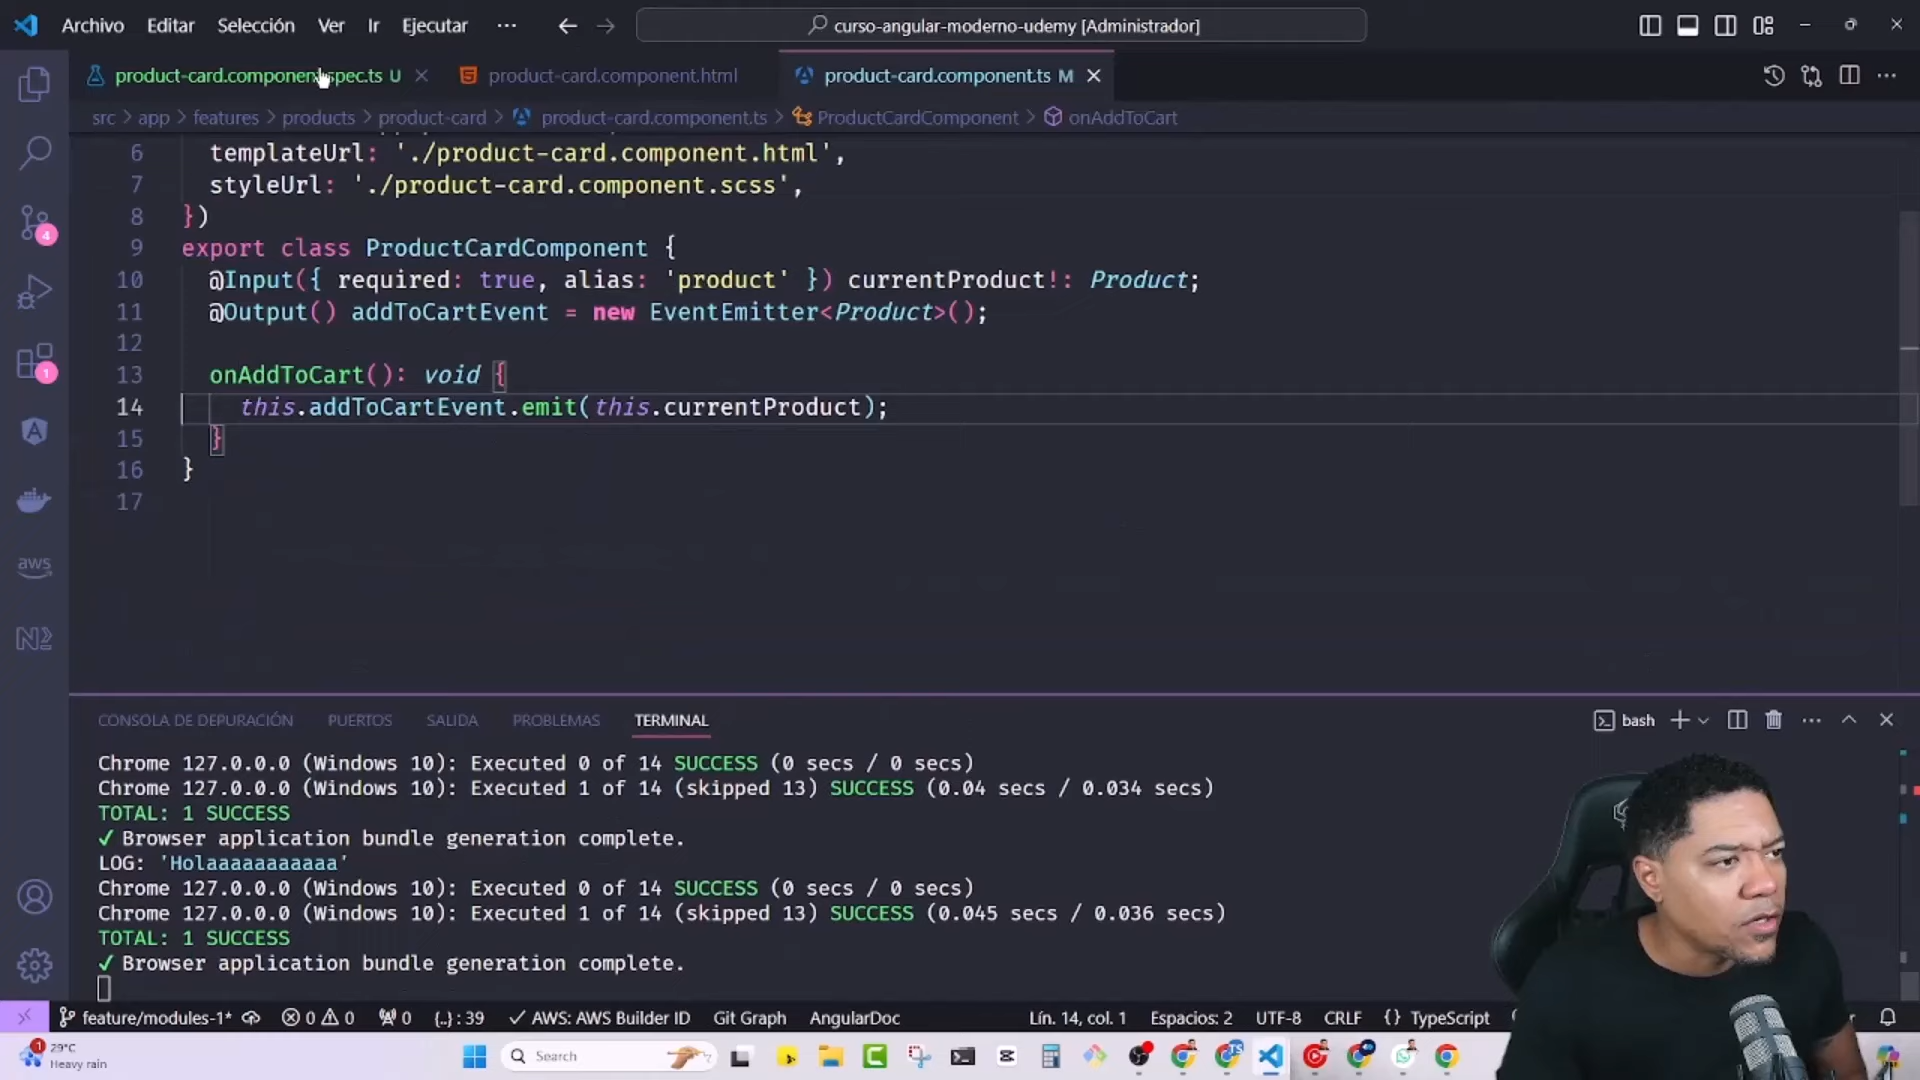 Archivo Editar Selección Ver Ir Ejecutar ··· curso-angular-moderno-udemy [Administrador]
product-card.component.spec.ts U product-card.component.html product-card.component.ts M
src > app > features > products > product-card > product-card.component.ts > ProductCardComponent > onAddToCart
6 templateUrl: './product-card.component.html',
7 styleUrl: './product-card.component.scss',
8 })
9 export class ProductCardComponent {
10 @Input({ required: true, alias: 'product' }) currentProduct!: Product;
11 @Output() addToCartEvent = new EventEmitter<Product>();
12
13 onAddToCart(): void {
14 this.addToCartEvent.emit(this.currentProduct);
15 }
16 }
17
4
1
aws
CONSOLA DE DEPURACIÓN PUERTOS SALIDA PROBLEMAS TERMINAL bash
Chrome 127.0.0.0 (Windows 10): Executed 0 of 14 SUCCESS (0 secs / 0 secs)
Chrome 127.0.0.0 (Windows 10): Executed 1 of 14 (skipped 13) SUCCESS (0.04 secs / 0.034 secs)
TOTAL: 1 SUCCESS
✓ Browser application bundle generation complete.
LOG: 'Holaaaaaaaaaaaa'
Chrome 127.0.0.0 (Windows 10): Executed 0 of 14 SUCCESS (0 secs / 0 secs)
Chrome 127.0.0.0 (Windows 10): Executed 1 of 14 (skipped 13) SUCCESS (0.045 secs / 0.036 secs)
TOTAL: 1 SUCCESS
✓ Browser application bundle generation complete.
feature/modules-1* 0 0 0 {..} : 39 ✓ AWS: AWS Builder ID Git Graph AngularDoc Lín. 14, col. 1 Espacios: 2 UTF-8 CRLF {} TypeScript
1 29°C
Heavy rain
Search